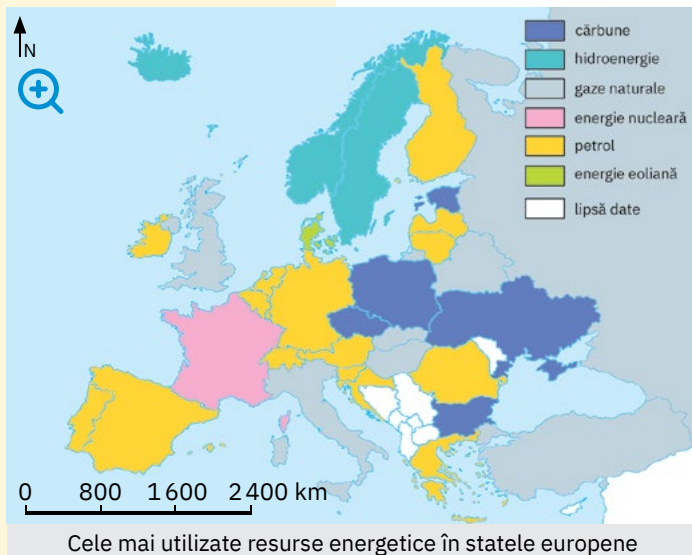 N
cărbune
hidroenergie
gaze naturale
energie nucleară
petrol
energie eoliană
lipsă date
0 800 1 600 2 400 km
Cele mai utilizate resurse energetice în statele europene